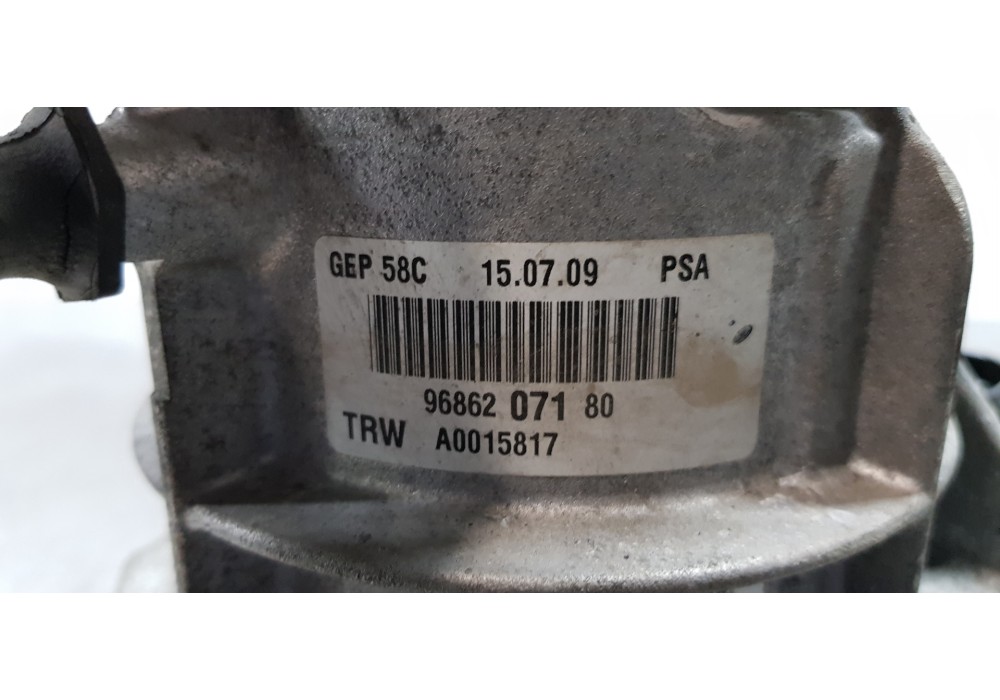 GEP 58C 15.07.09 PSA
96862 071 80
TRW A0015817